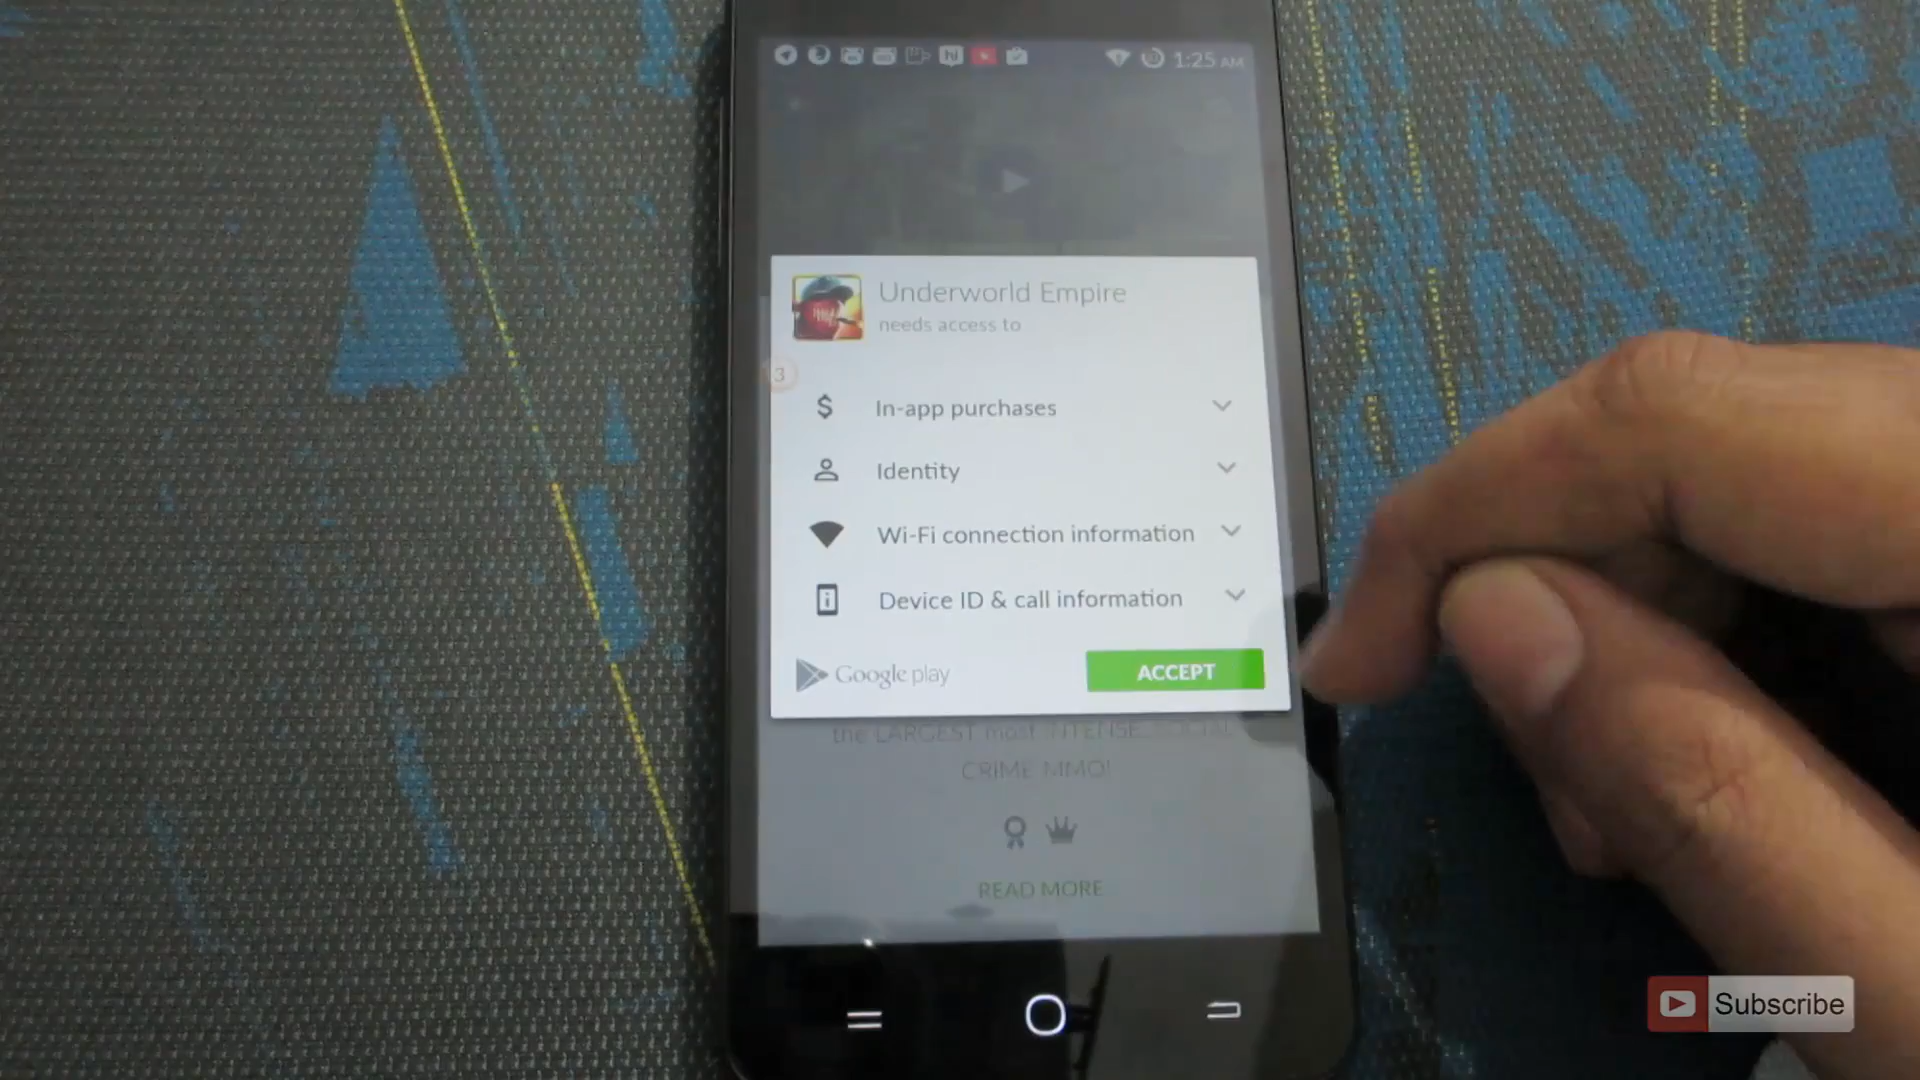 1:25 AM
Underworld Empire
needs access to
3
In-app purchases
Identity
Wi-Fi connection information
Device ID & call information
Google play
ACCEPT
the LARGEST most INTENSE, SOCIAL
CRIME MMO!
READ MORE
Subscribe